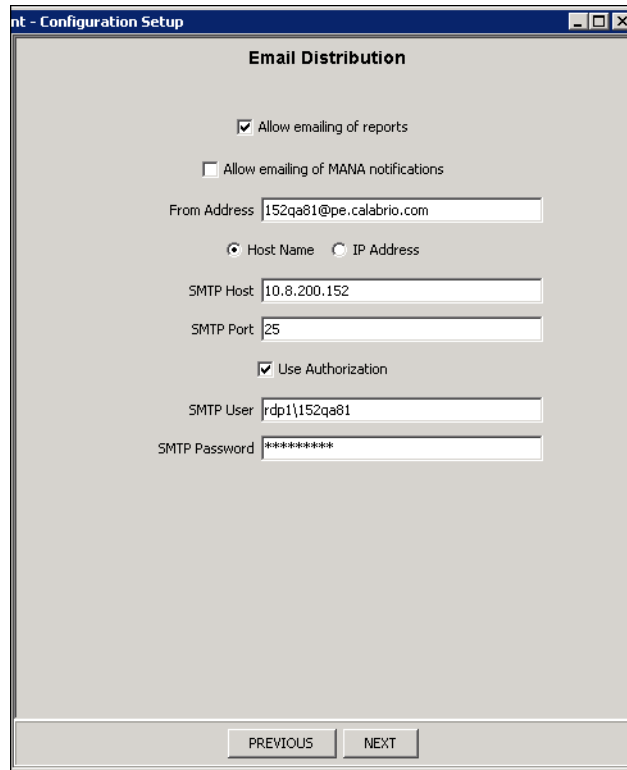 nt - Configuration Setup
Email Distribution
Allow emailing of reports
Allow emailing of MANA notifications
From Address 152qa81@pe.calabrio.com
Host Name IP Address
SMTP Host 10.8.200.152
SMTP Port 25
Use Authorization
SMTP User rdp1\152qa81
SMTP Password *********
PREVIOUS NEXT